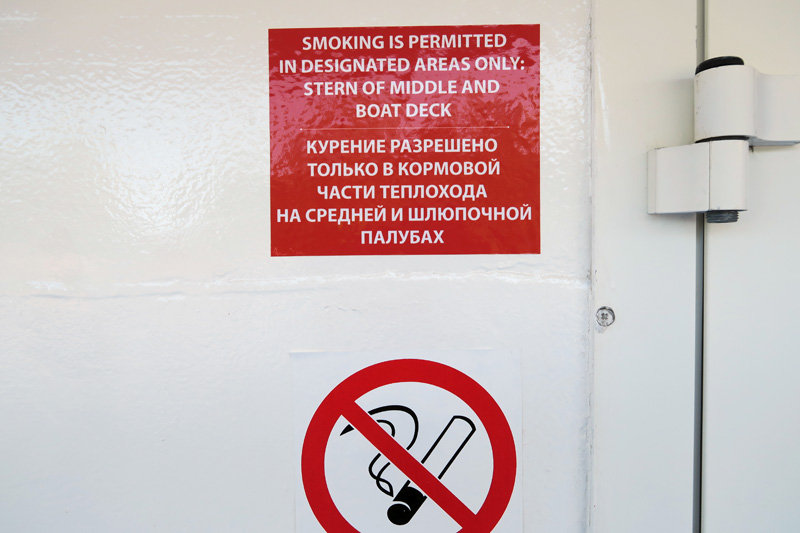 SMOKING IS PERMITTED
IN DESIGNATED AREAS ONLY:
STERN OF MIDDLE AND
BOAT DECK
КУРЕНИЕ РАЗРЕШЕНО
ТОЛЬКО В КОРМОВОЙ
ЧАСТИ ТЕПЛОХОДА
НА СРЕДНЕЙ И ШЛЮПОЧНОЙ
ПАЛУБАХ